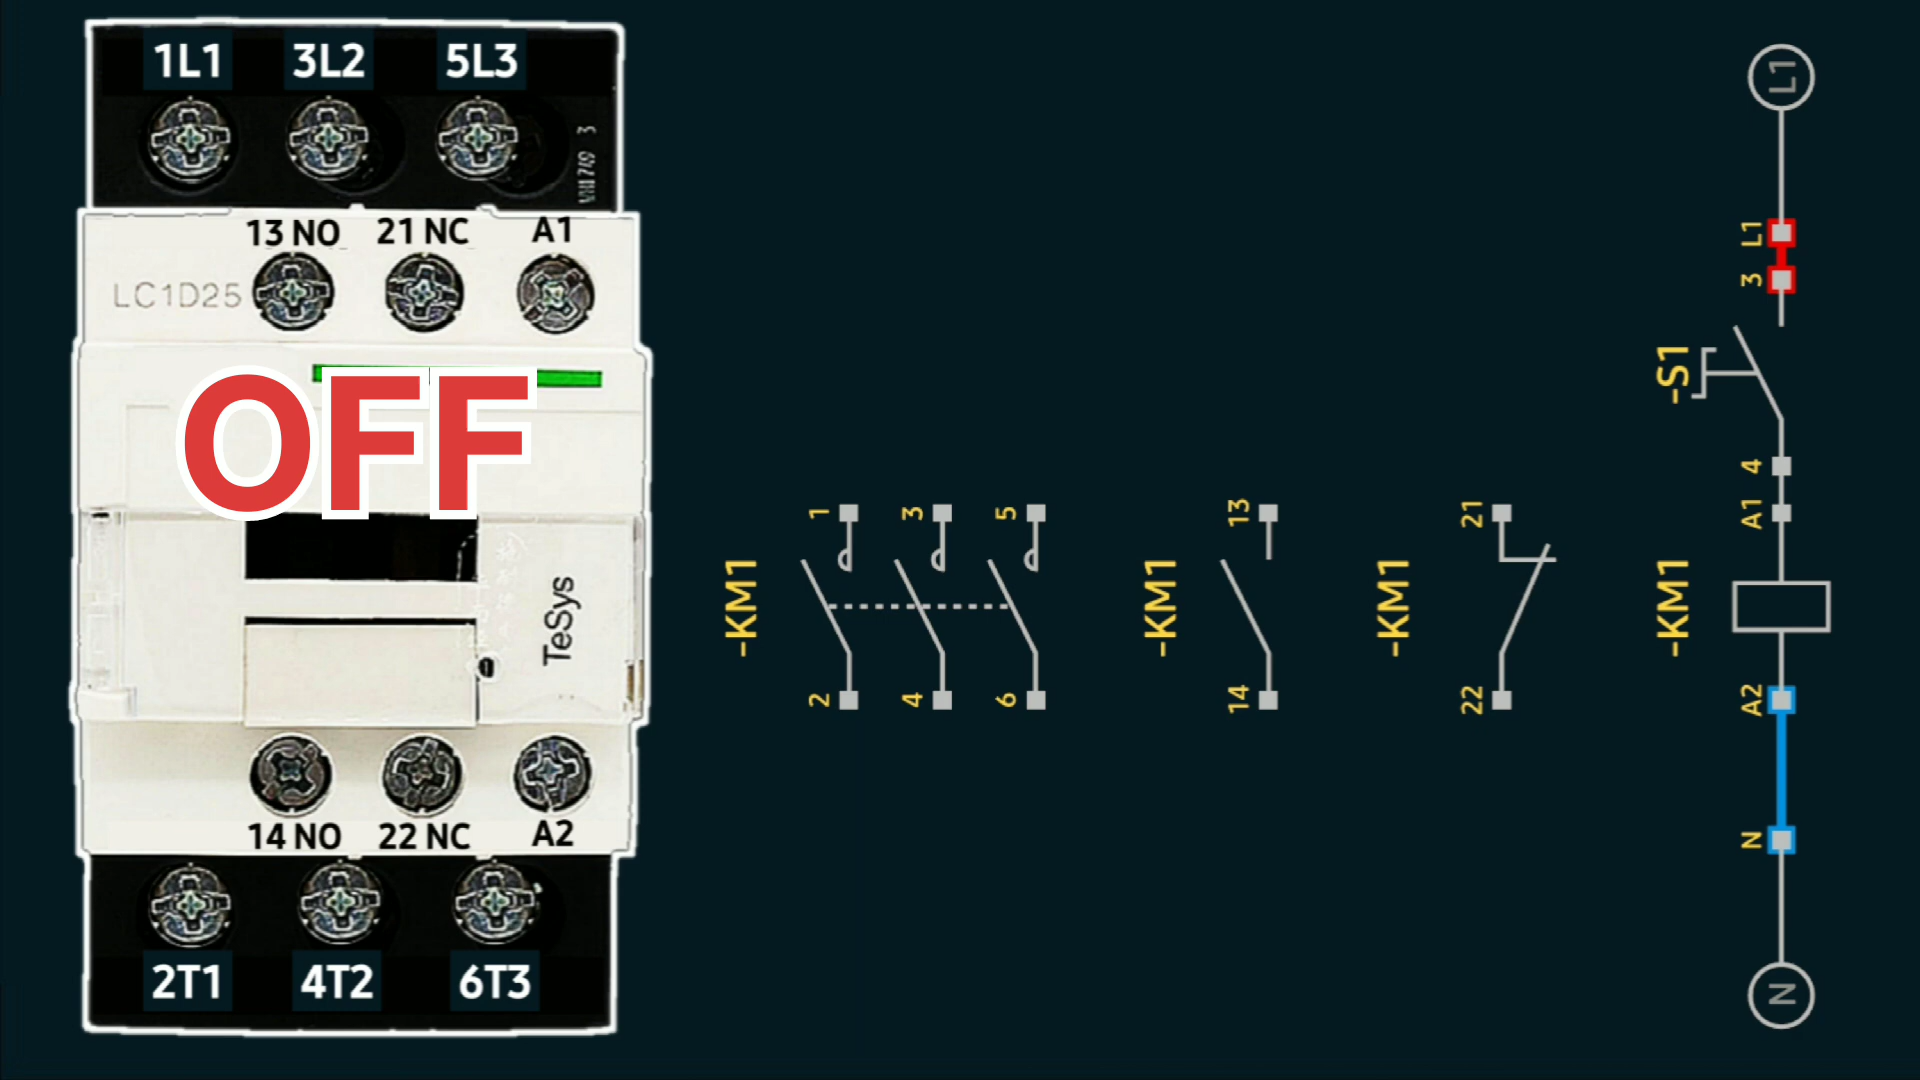 1L1 3L2 5L3
13 NO 21 NC A1
LC1D25
OFF
TeSys
14 NO 22 NC A2
2T1 4T2 6T3
-KM1
1 3 5
2 4 6
-KM1
13
14
-KM1
21
22
L1
L1
3
-S1
4
A1
-KM1
A2
N
N